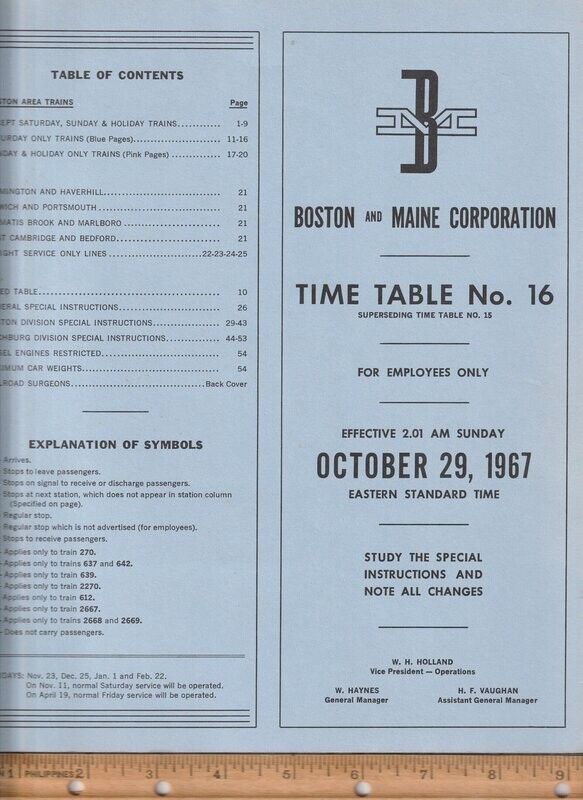 TABLE OF CONTENTS
TON AREA TRAINS Page
EPT SATURDAY, SUNDAY & HOLIDAY TRAINS........... 1-9
URDAY ONLY TRAINS (Blue Pages)..................... 11-16
DAY & HOLIDAY ONLY TRAINS (Pink Pages) ............ 17-20
MINGTON AND HAVERHILL............................ 21
WICH AND PORTSMOUTH............................. 21
MATIS BROOK AND MARLBORO ....................... 21
T CAMBRIDGE AND BEDFORD......................... 21
GHT SERVICE ONLY LINES .....................22-23-24-25
ED TABLE............................................ 10
ERAL SPECIAL INSTRUCTIONS......................... 26
TON DIVISION SPECIAL INSTRUCTIONS............... 29-43
CHBURG DIVISION SPECIAL INSTRUCTIONS............ 44-53
SEL ENGINES RESTRICTED............................ 54
IMUM CAR WEIGHTS................................. 54
LROAD SURGEONS.............................. Back Cover
EXPLANATION OF SYMBOLS
Arrives.
Stops to leave passengers.
Stops on signal to receive or discharge passengers.
Stops at next station, which does not appear in station column
(Specified on page).
Regular stop.
Regular stop which is not advertised (for employees).
Stops to receive passengers.
Applies only to train 270.
Applies only to trains 637 and 642.
Applies only to train 639.
Applies only to train 2270.
Applies only to train 612.
Applies only to train 2667.
Applies only to trains 2668 and 2669.
Does not carry passengers.
DAYS: Nov. 23, Dec. 25, Jan. 1 and Feb. 22.
On Nov. 11, normal Saturday service will be operated.
On April 19, normal Friday service will be operated.
B M
BOSTON AND MAINE CORPORATION
TIME TABLE No. 16
SUPERSEDING TIME TABLE NO. 15
FOR EMPLOYEES ONLY
EFFECTIVE 2.01 AM SUNDAY
OCTOBER 29, 1967
EASTERN STANDARD TIME
STUDY THE SPECIAL
INSTRUCTIONS AND
NOTE ALL CHANGES
W. H. HOLLAND
Vice President — Operations
W. HAYNES
General Manager
H. F. VAUGHAN
Assistant General Manager
1 PHILIPPINES 2 3 4 5 6 7 8 9